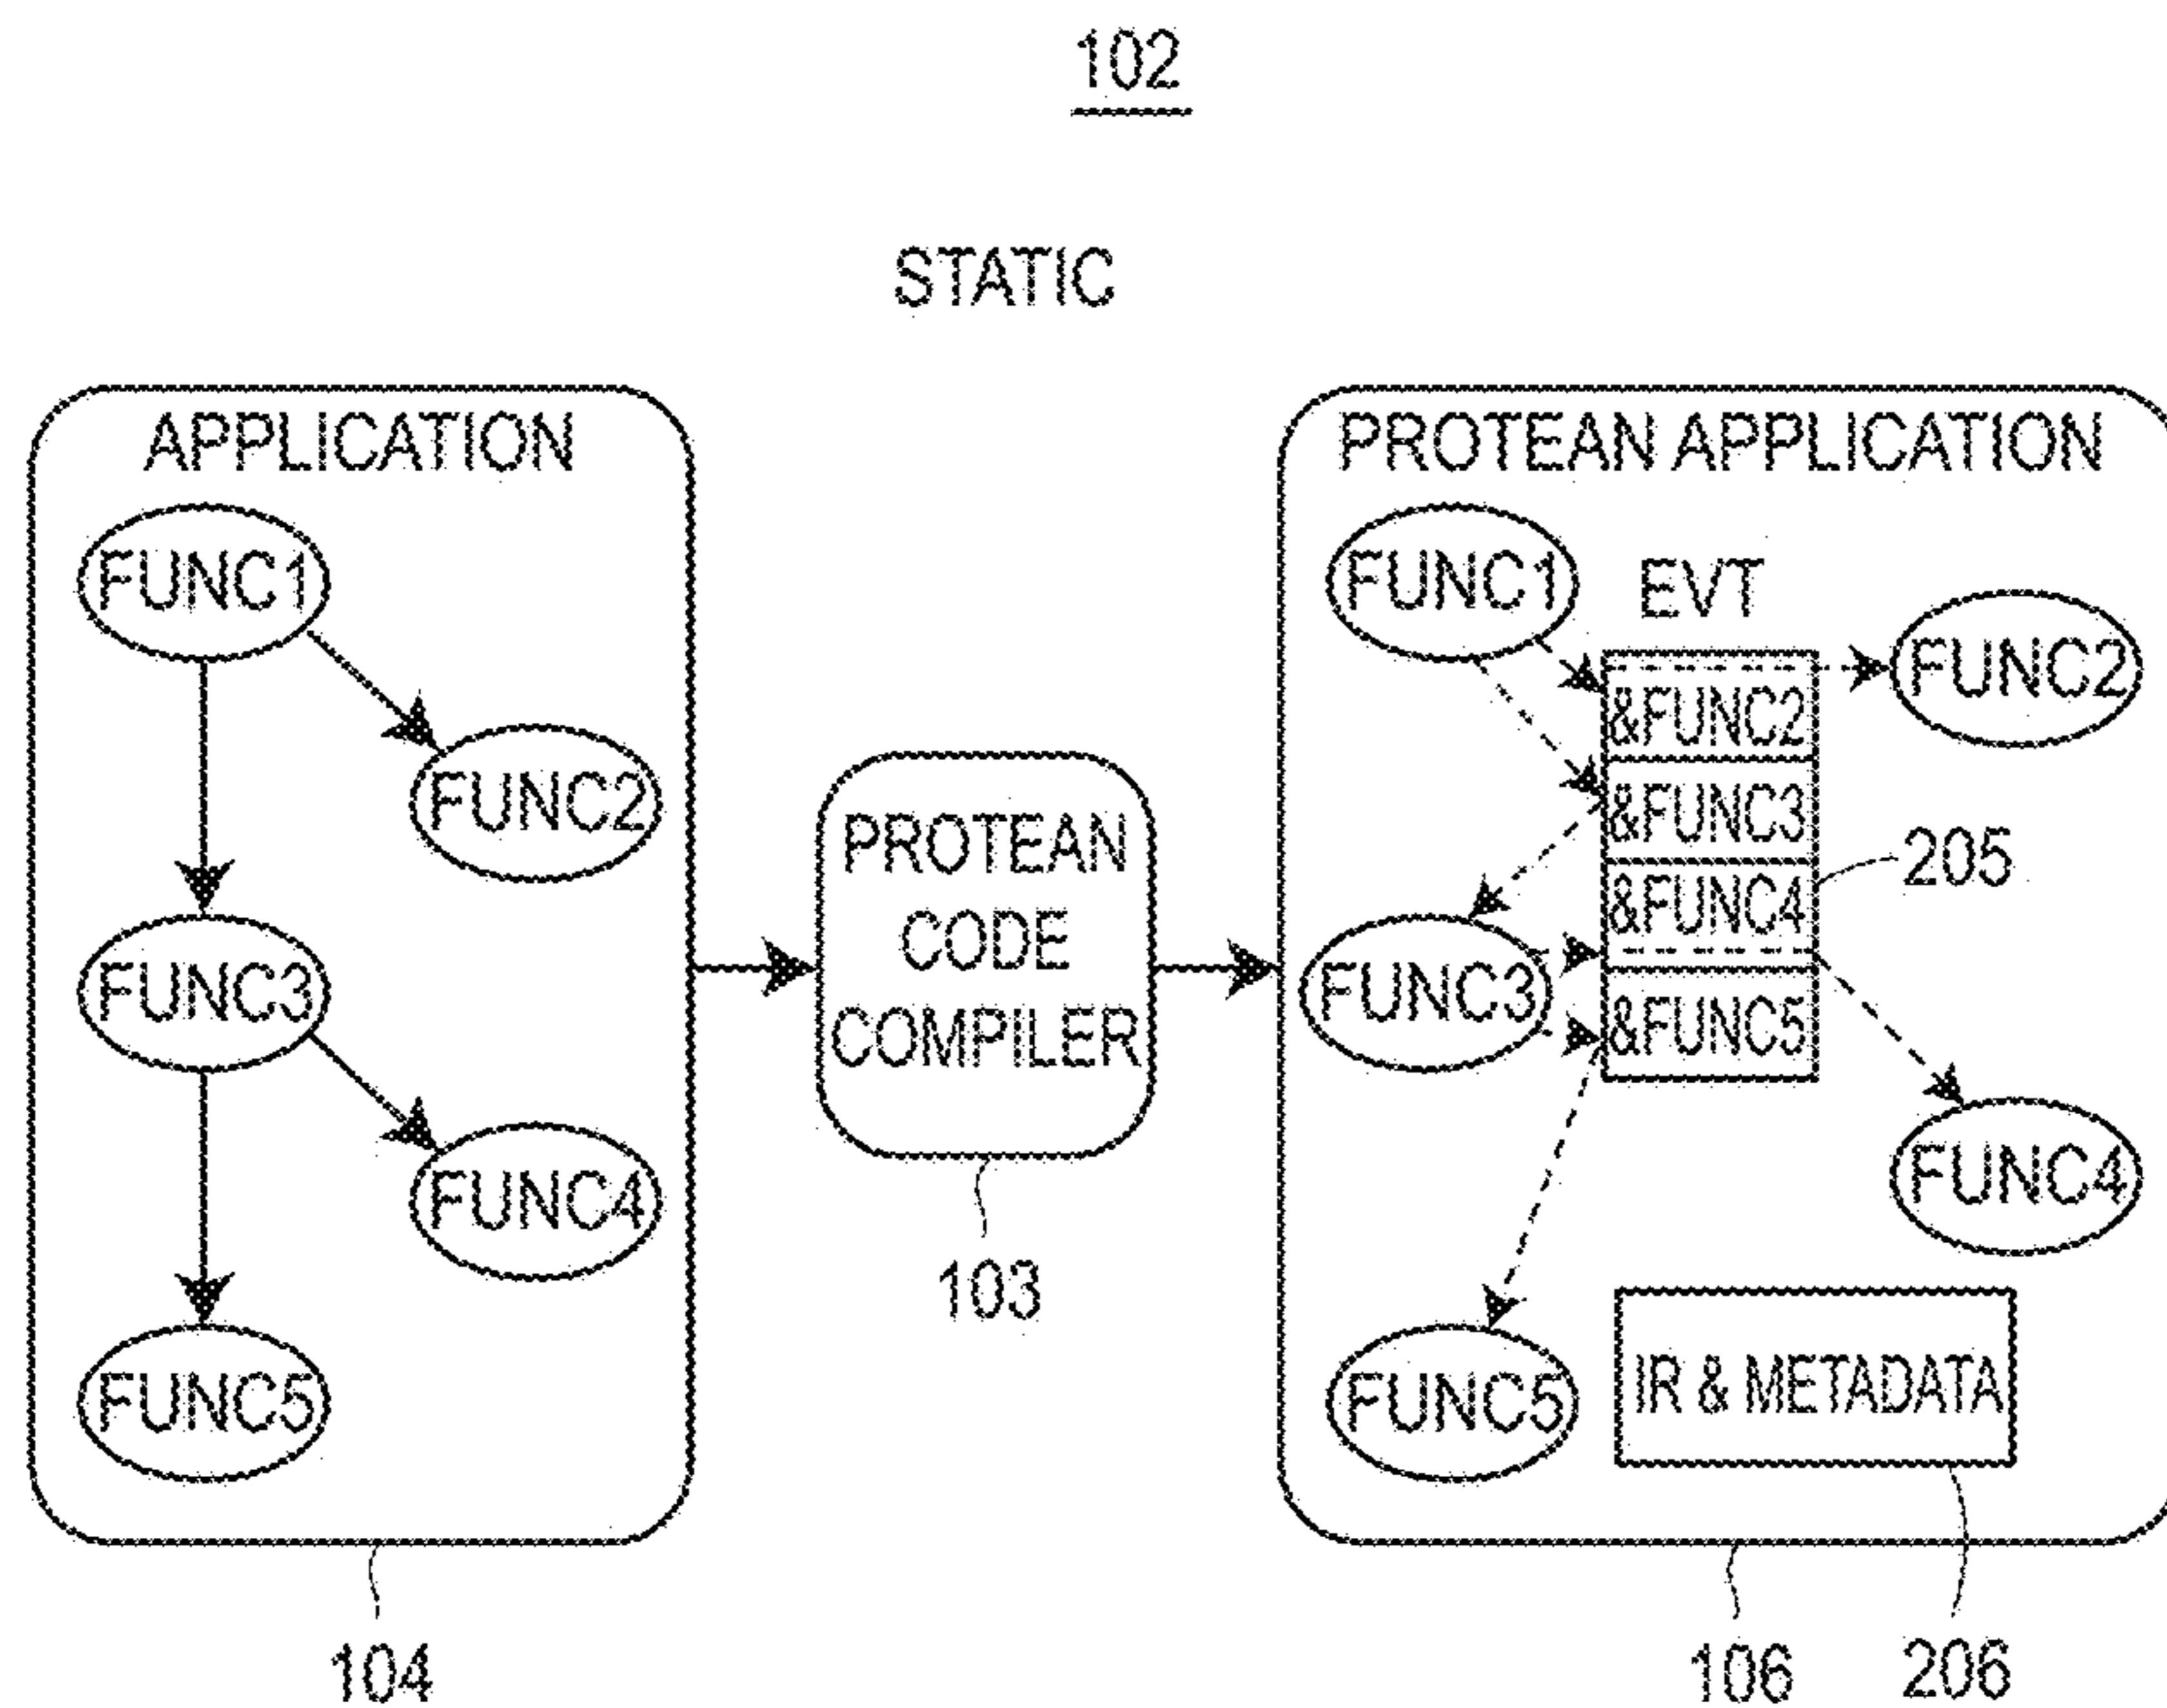 102
STATIC
APPLICATION
FUNC1
FUNC2
FUNC3
FUNC4
FUNC5
104
PROTEAN
CODE
COMPILER
103
PROTEAN APPLICATION
FUNC1
EVT
FUNC2
&FUNC2
&FUNC3
&FUNC4
&FUNC5
205
FUNC3
FUNC4
FUNC5
IR & METADATA
106
206